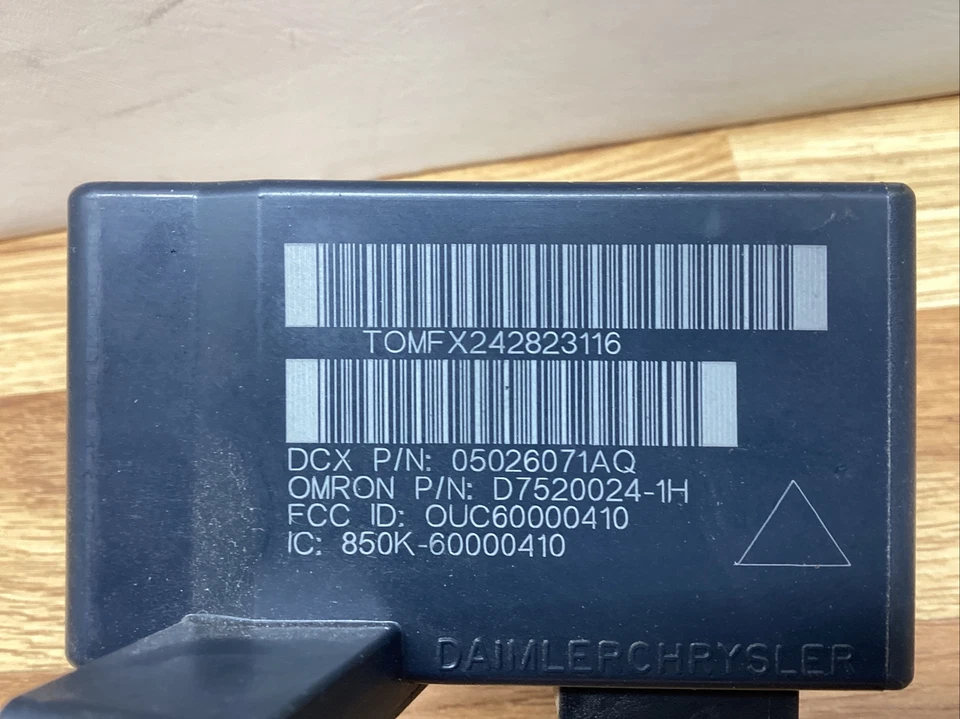 TOMFX242823116
DCX P/N: 05026071AQ
OMRON P/N: D7520024-1H
FCC ID: OUC60000410
IC: 850K-60000410
DAIMLERCHRYSLER